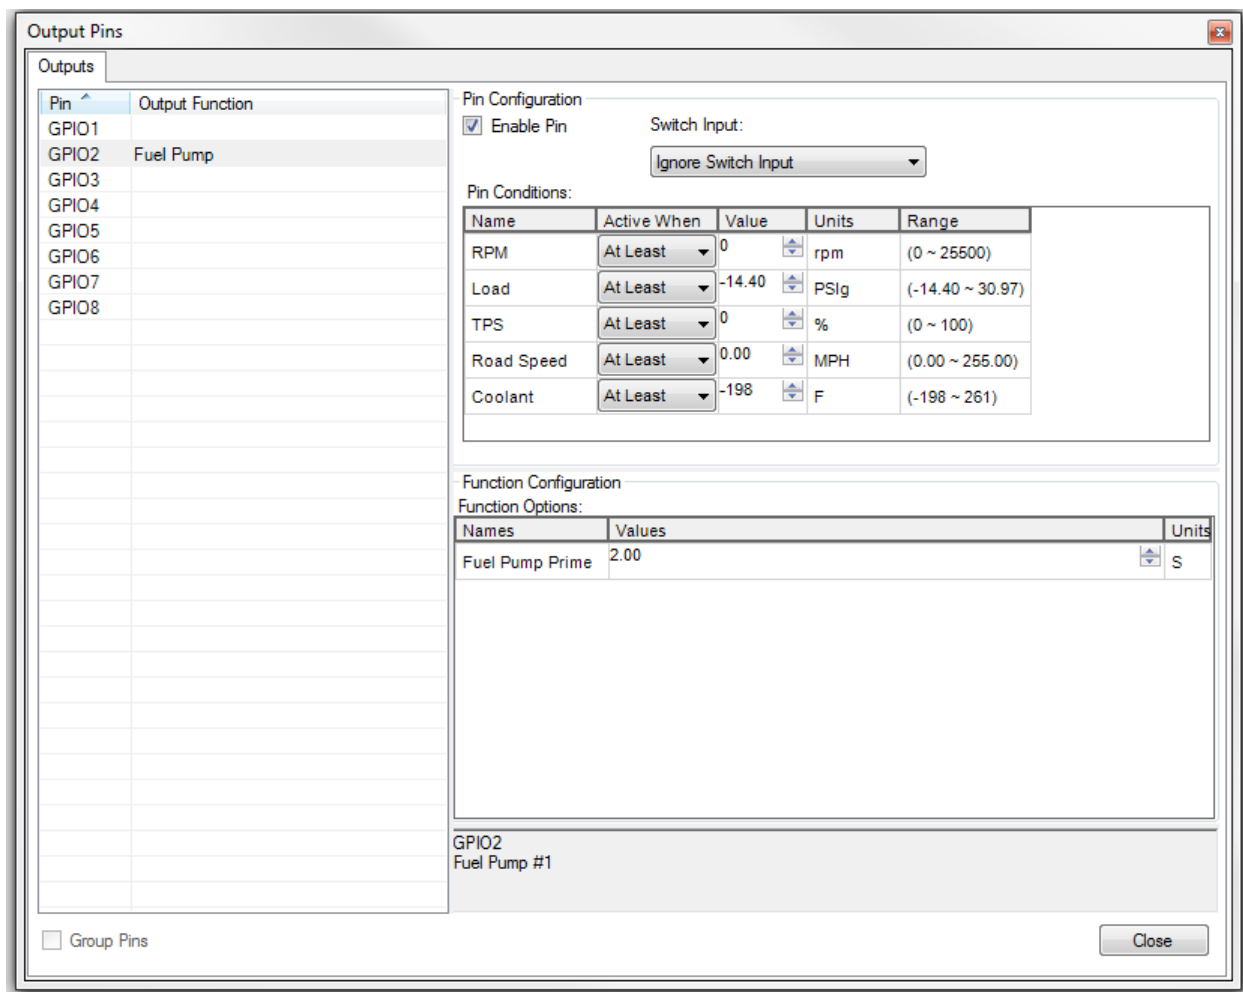 Output Pins
Outputs
Pin Output Function
GPIO1
GPIO2 Fuel Pump
GPIO3
GPIO4
GPIO5
GPIO6
GPIO7
GPIO8
Pin Configuration
Enable Pin Switch Input:
Ignore Switch Input
Pin Conditions:
Name Active When Value Units Range
RPM At Least 0 rpm (0 ~ 25500)
Load At Least -14.40 PSIg (-14.40 ~ 30.97)
TPS At Least 0 % (0 ~ 100)
Road Speed At Least 0.00 MPH (0.00 ~ 255.00)
Coolant At Least -198 F (-198 ~ 261)
Function Configuration
Function Options:
Names Values Units
Fuel Pump Prime 2.00 S
GPIO2
Fuel Pump #1
Group Pins Close